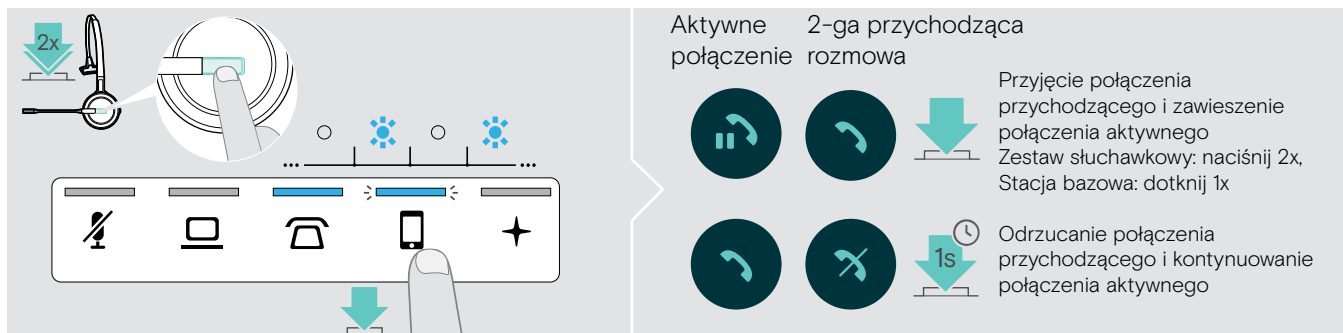 2x
Aktywne
połączenie
2-ga przychodząca
rozmowa
Przyjęcie połączenia
przychodzącego i zawieszenie
połączenia aktywnego
Zestaw słuchawkowy: naciśnij 2x,
Stacja bazowa: dotknij 1x
1s
Odrzucanie połączenia
przychodzącego i kontynuowanie
połączenia aktywnego